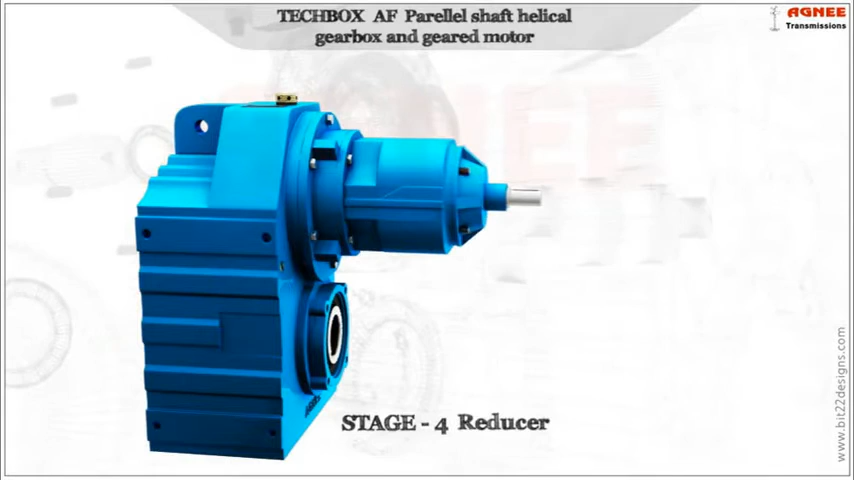 TECHBOX AF Parellel shaft helical
gearbox and geared motor
AGNEE
Transmissions
STAGE - 4 Reducer
www.bit22designs.com